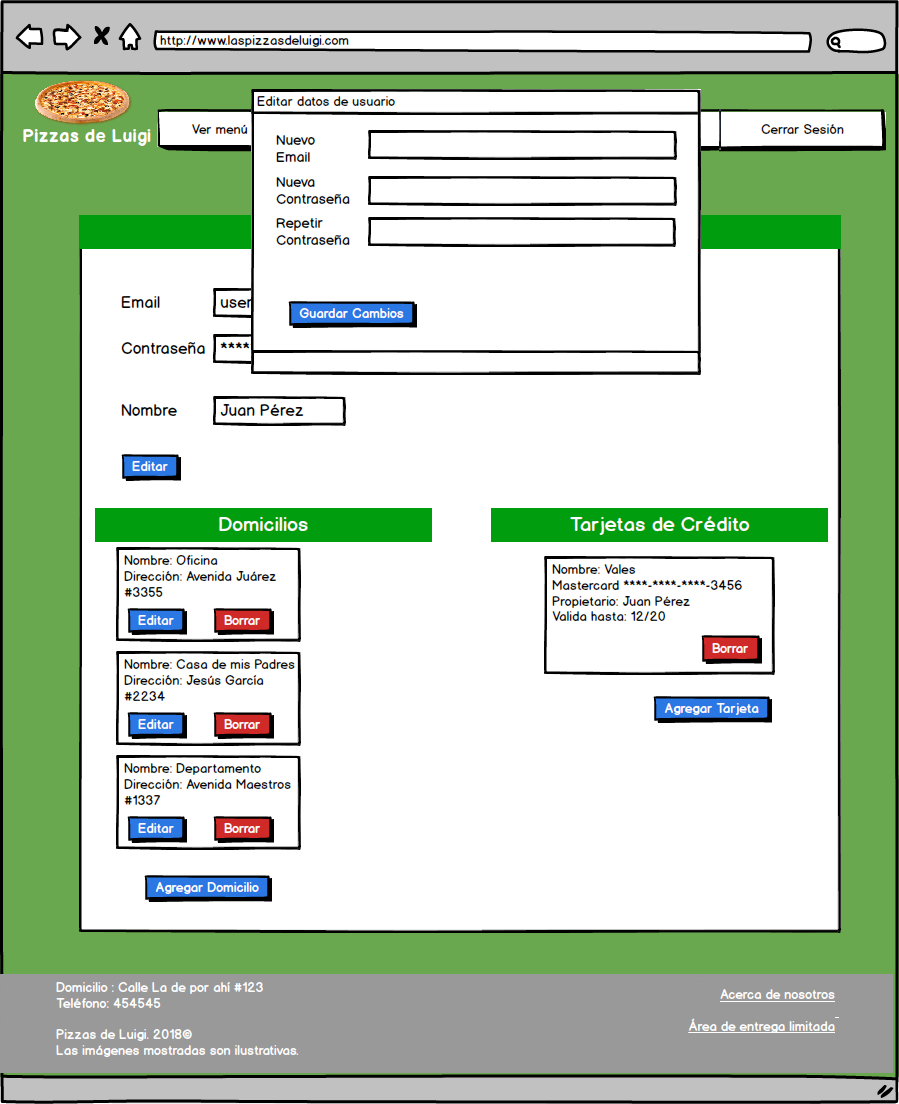 http://www.laspizzasdeluigi.com
Pizzas de Luigi
Ver menú
Cerrar Sesión
Editar datos de usuario
Nuevo
Email
Nueva
Contraseña
Repetir
Contraseña
Guardar Cambios
Email
user
Contraseña
****
Nombre
Juan Pérez
Editar
Domicilios
Nombre: Oficina
Dirección: Avenida Juárez
#3355
Editar
Borrar
Nombre: Casa de mis Padres
Dirección: Jesús García
#2234
Editar
Borrar
Nombre: Departamento
Dirección: Avenida Maestros
#1337
Editar
Borrar
Agregar Domicilio
Tarjetas de Crédito
Nombre: Vales
Mastercard ****-****-****-3456
Propietario: Juan Pérez
Valida hasta: 12/20
Borrar
Agregar Tarjeta
Domicilio : Calle La de por ahí #123
Teléfono: 454545
Pizzas de Luigi. 2018©
Las imágenes mostradas son ilustrativas.
Acerca de nosotros
Área de entrega limitada